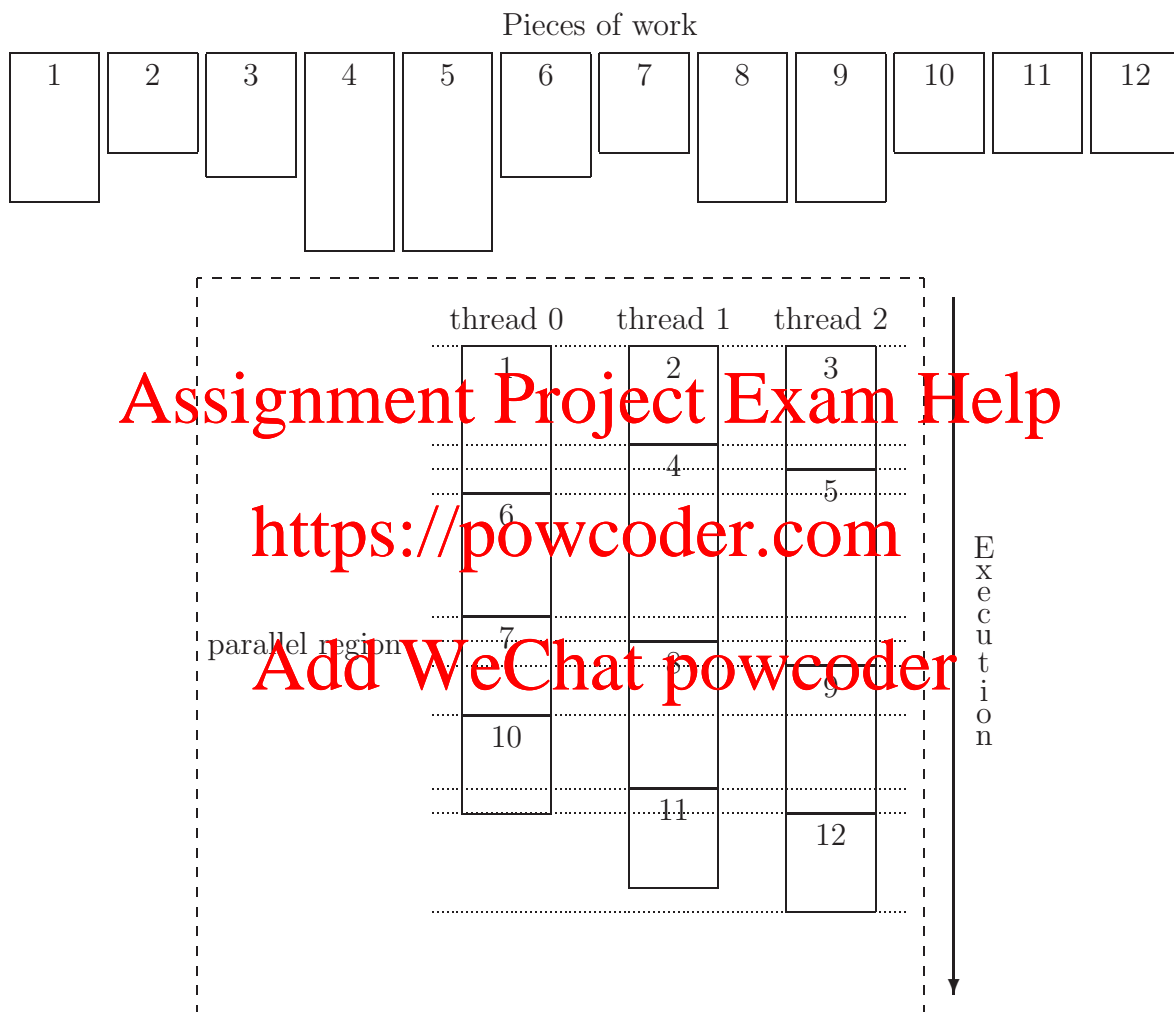 Pieces of work
1 2 3 4 5 6 7 8 9 10 11 12
thread 0 thread 1 thread 2
1 2 3
Assignment Project Exam Help
4
5
6
https://powcoder.com
Execution
7
parallel region
8
Add WeChat powcoder
9
10
11
12